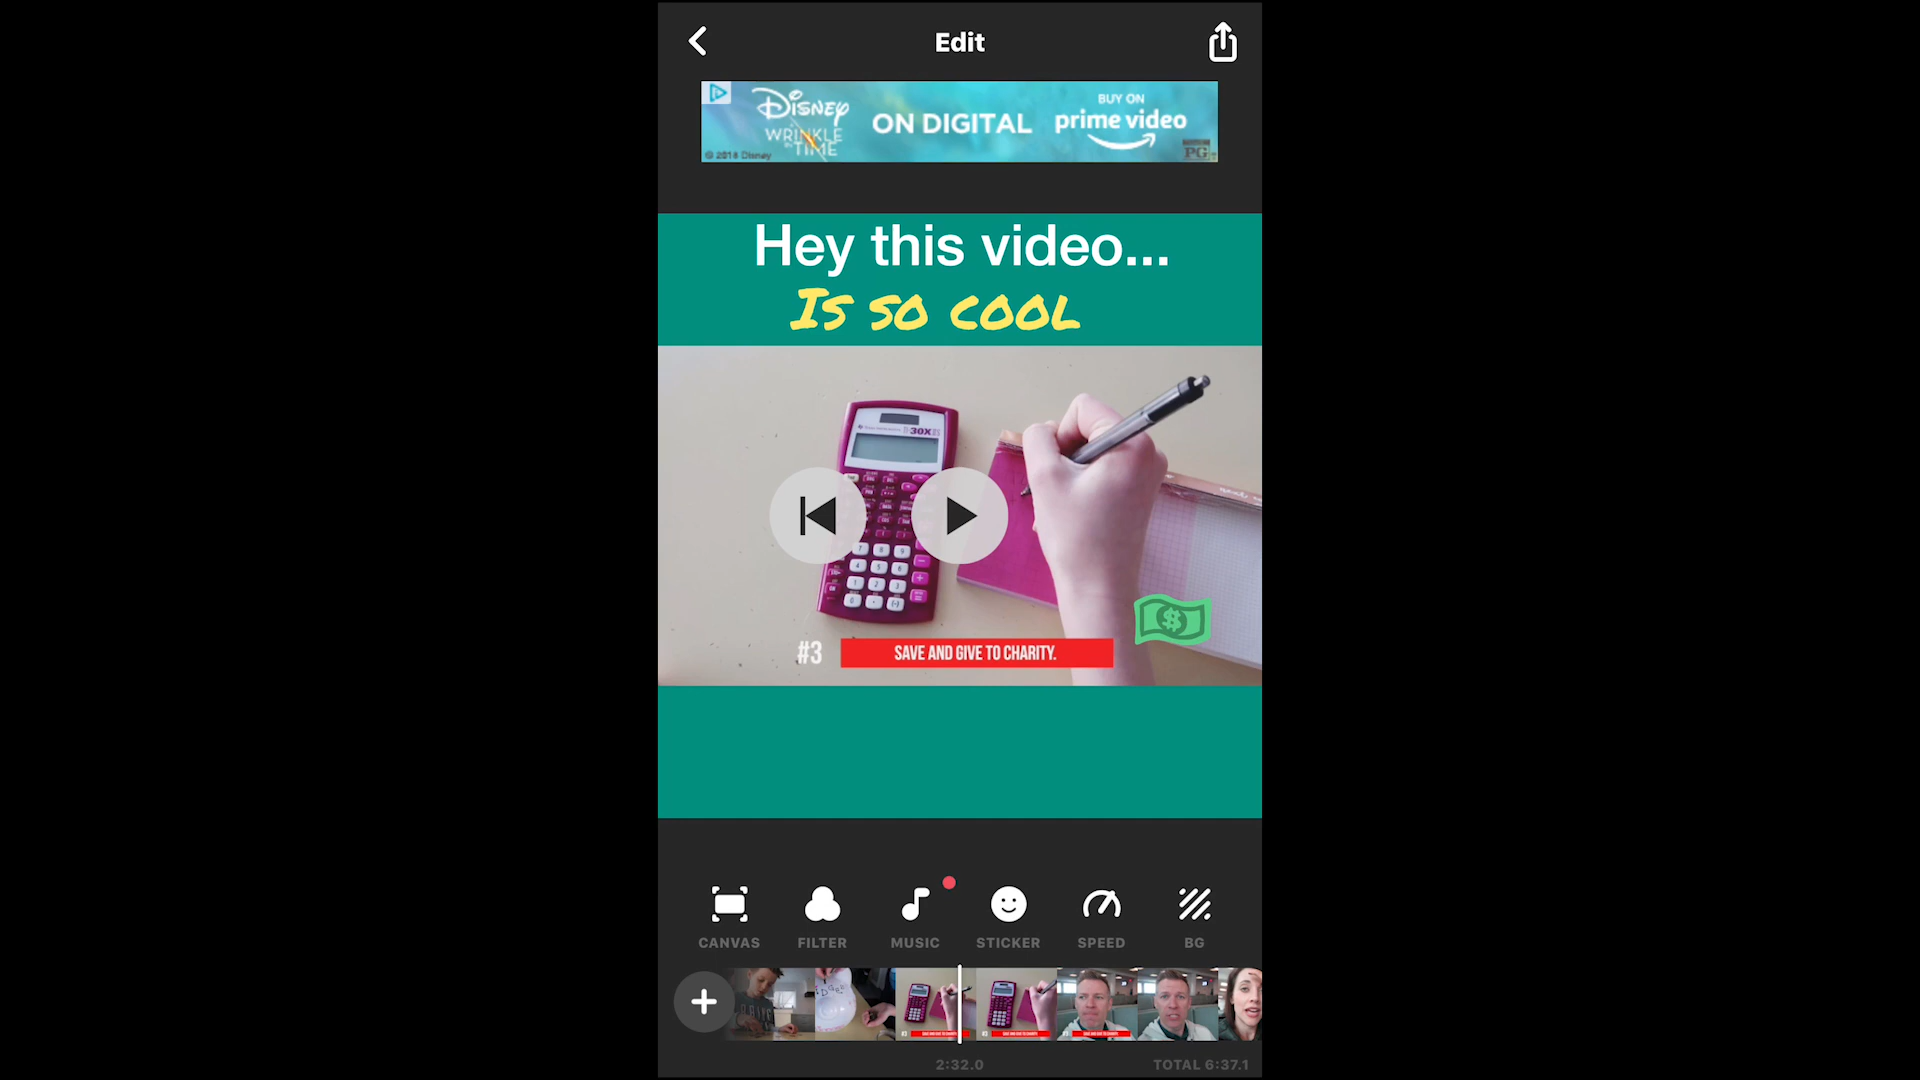 Edit
Disney
WRINKLE
IN
TIME
© 2018 Disney
ON DIGITAL
BUY ON
prime video
PG
Hey this video...
Is so cool
30X
#3 SAVE AND GIVE TO CHARITY.
CANVAS FILTER MUSIC STICKER SPEED BG
2:32.0 TOTAL 6:37.1